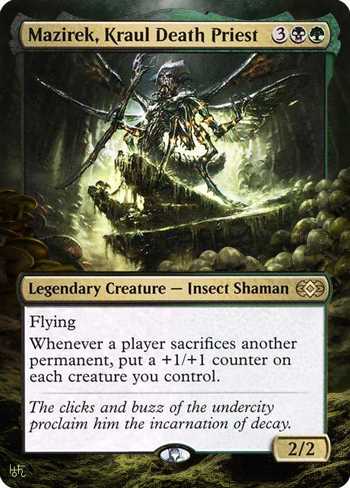 Mazirek, Kraul Death Priest 3
Legendary Creature — Insect Shaman
Flying
Whenever a player sacrifices another
permanent, put a +1/+1 counter on
each creature you control.
The clicks and buzz of the undercity
proclaim him the incarnation of decay.
2/2